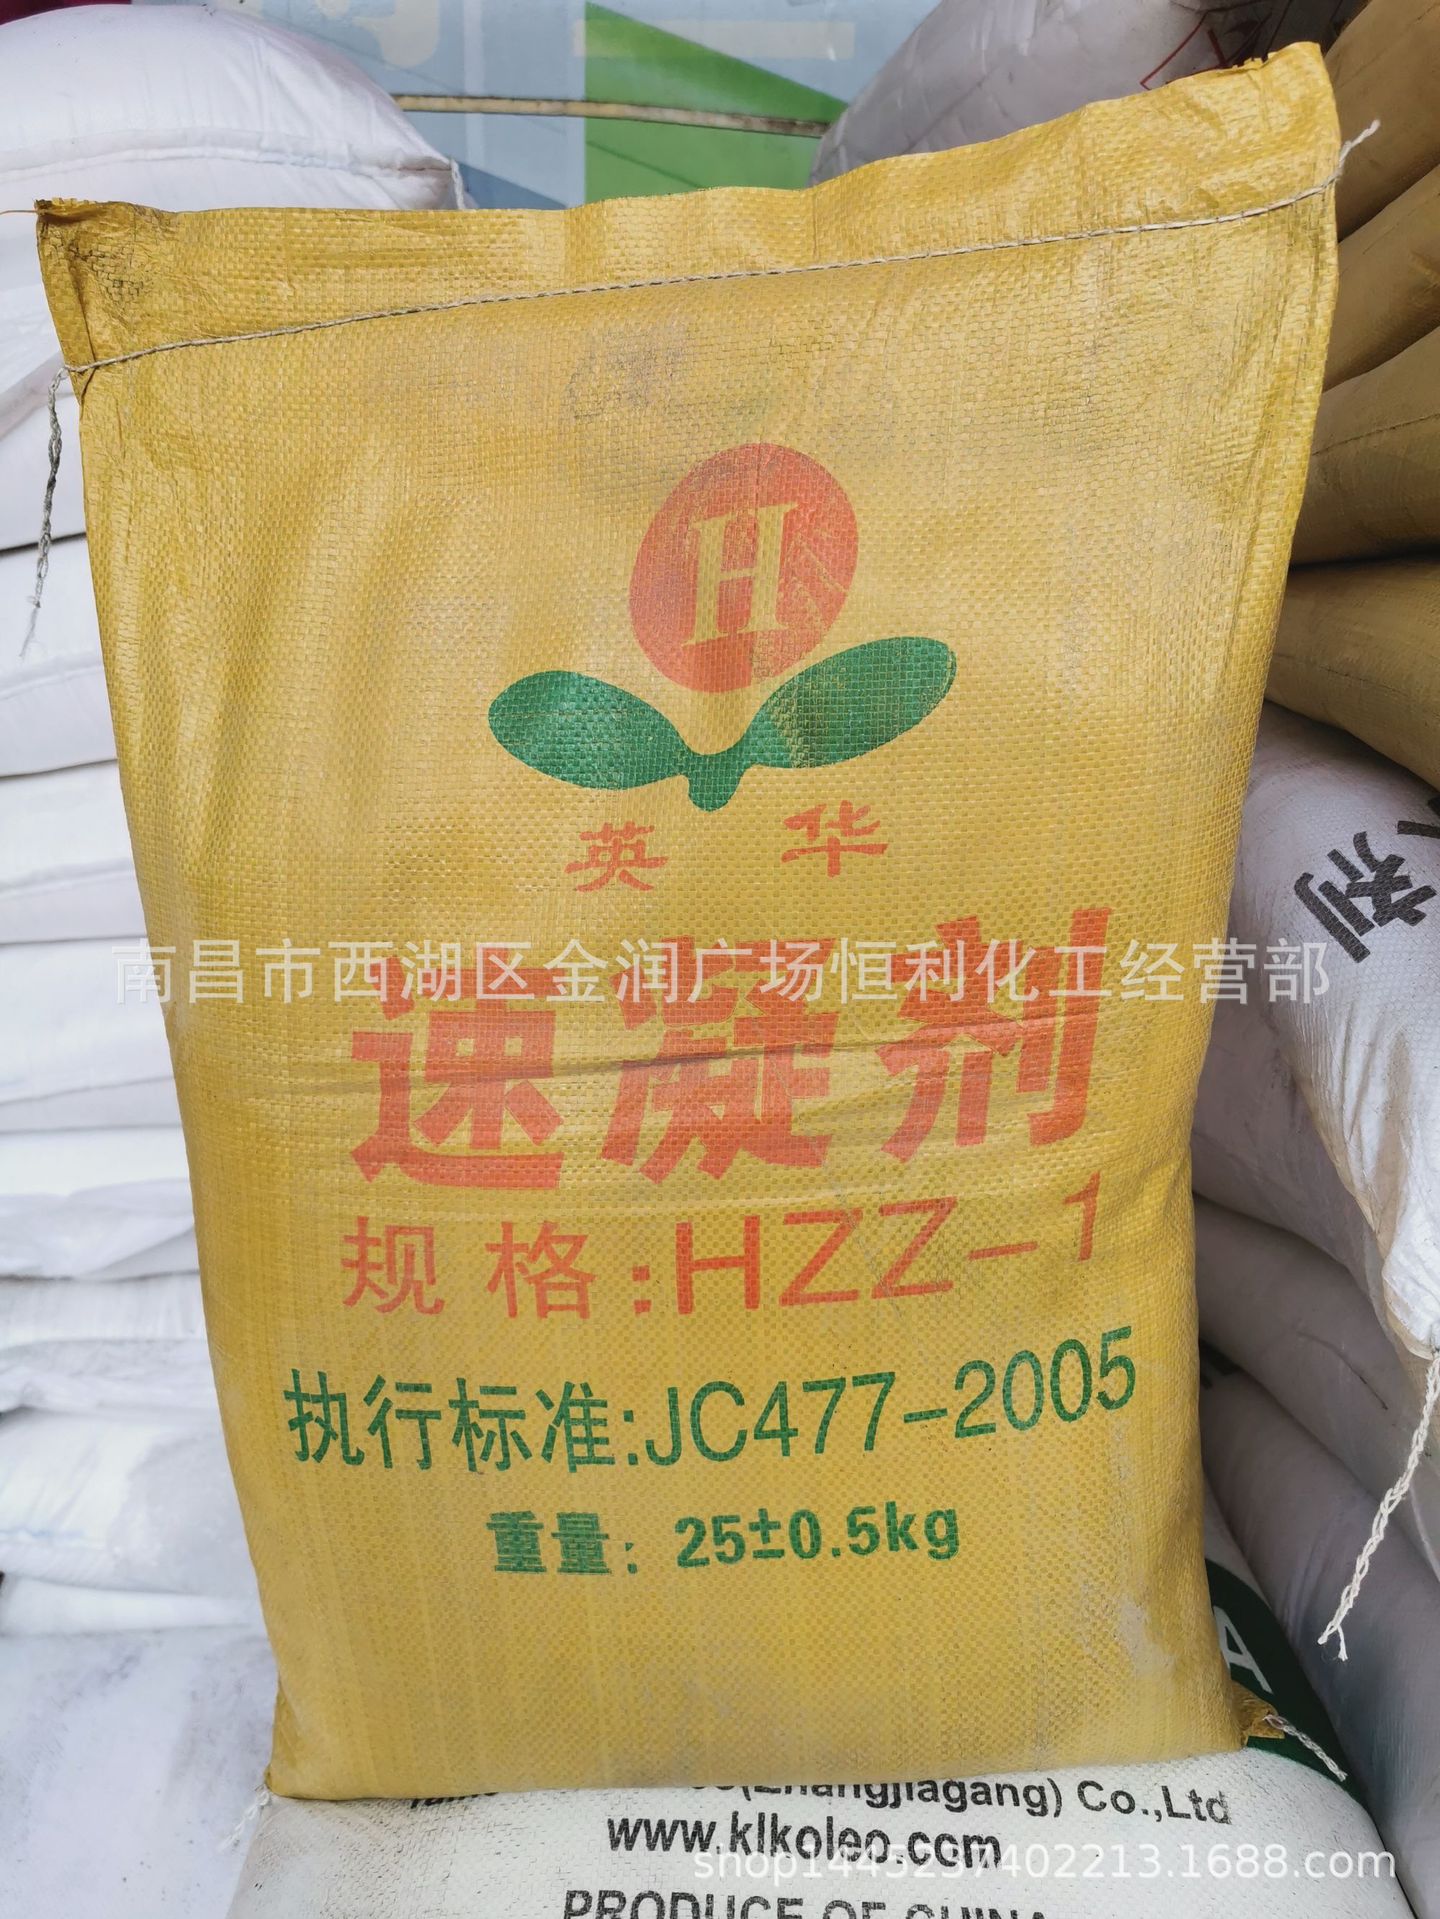 H
英 华
南昌市西湖区金润广场恒利化工经营部
速凝剂
规格:HZZ-1
执行标准:JC477-2005
重量: 25±0.5kg
剂
A
(Zhangjiagang) Co.,Ltd
www.klkoleo.com
shop1445237402213.1688.com
PRODUCE OF CHINA